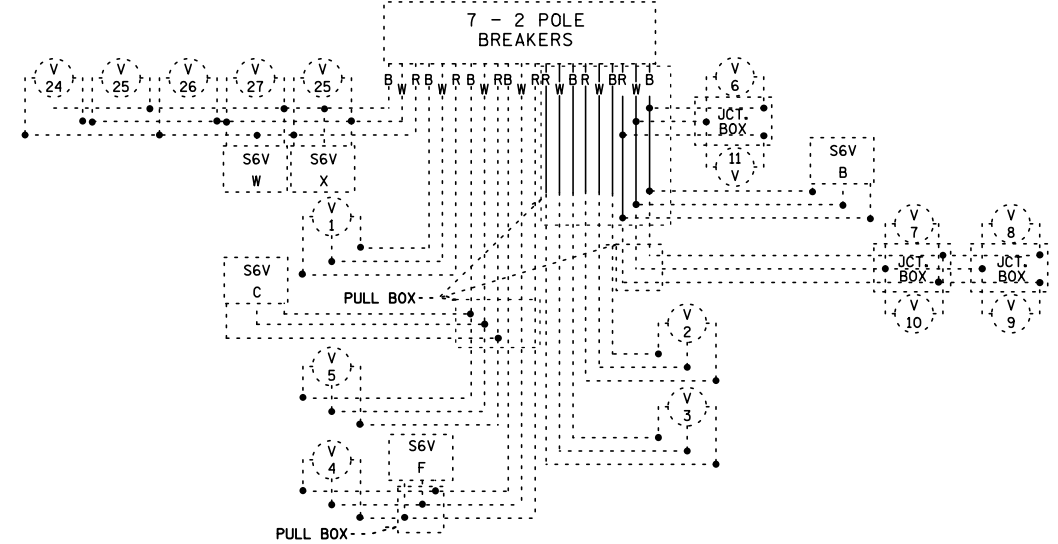 7 - 2 POLE
BREAKERS
B W R B W R B W R B W R R W B R W B R W B
V 24
V 25
V 26
V 27
V 25
S6V W
S6V X
V 6
JCT. BOX
11 V
S6V B
V 1
V 7
V 8
JCT. BOX
JCT. BOX
V 10
V 9
S6V C
PULL BOX
V 2
V 5
V 3
V 4
S6V F
PULL BOX